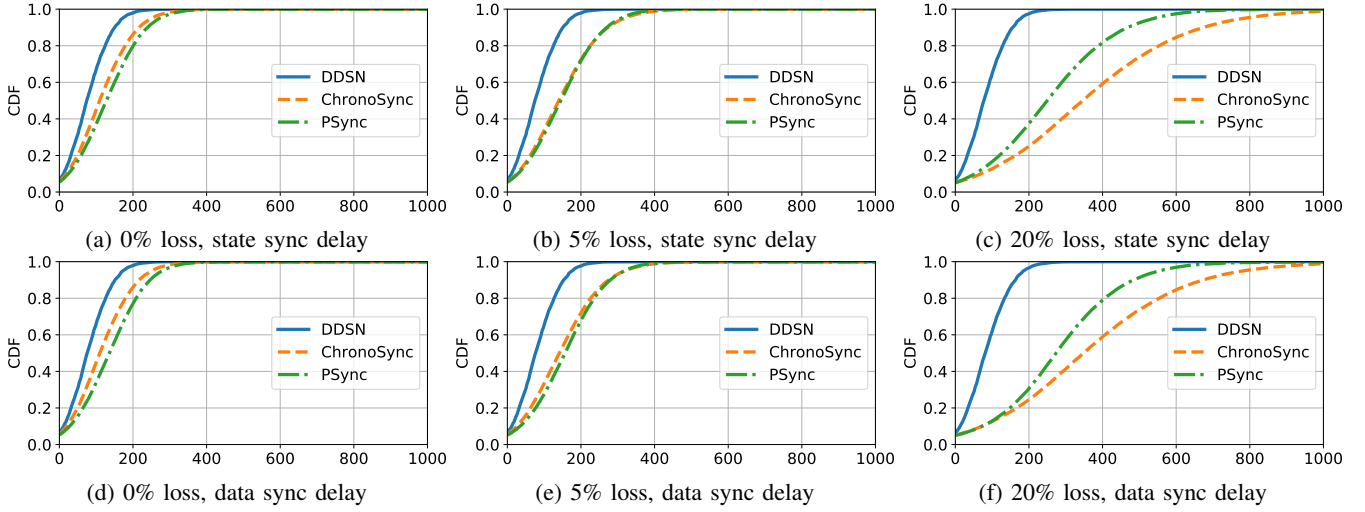 1.0
0.8
0.6
0.4
0.2
0.0
CDF
0 200 400 600 800 1000
DDSN
ChronoSync
PSync
(a) 0% loss, state sync delay
1.0
0.8
0.6
0.4
0.2
0.0
CDF
0 200 400 600 800 1000
DDSN
ChronoSync
PSync
(b) 5% loss, state sync delay
1.0
0.8
0.6
0.4
0.2
0.0
CDF
0 200 400 600 800 1000
DDSN
ChronoSync
PSync
(c) 20% loss, state sync delay
1.0
0.8
0.6
0.4
0.2
0.0
CDF
0 200 400 600 800 1000
DDSN
ChronoSync
PSync
(d) 0% loss, data sync delay
1.0
0.8
0.6
0.4
0.2
0.0
CDF
0 200 400 600 800 1000
DDSN
ChronoSync
PSync
(e) 5% loss, data sync delay
1.0
0.8
0.6
0.4
0.2
0.0
CDF
0 200 400 600 800 1000
DDSN
ChronoSync
PSync
(f) 20% loss, data sync delay